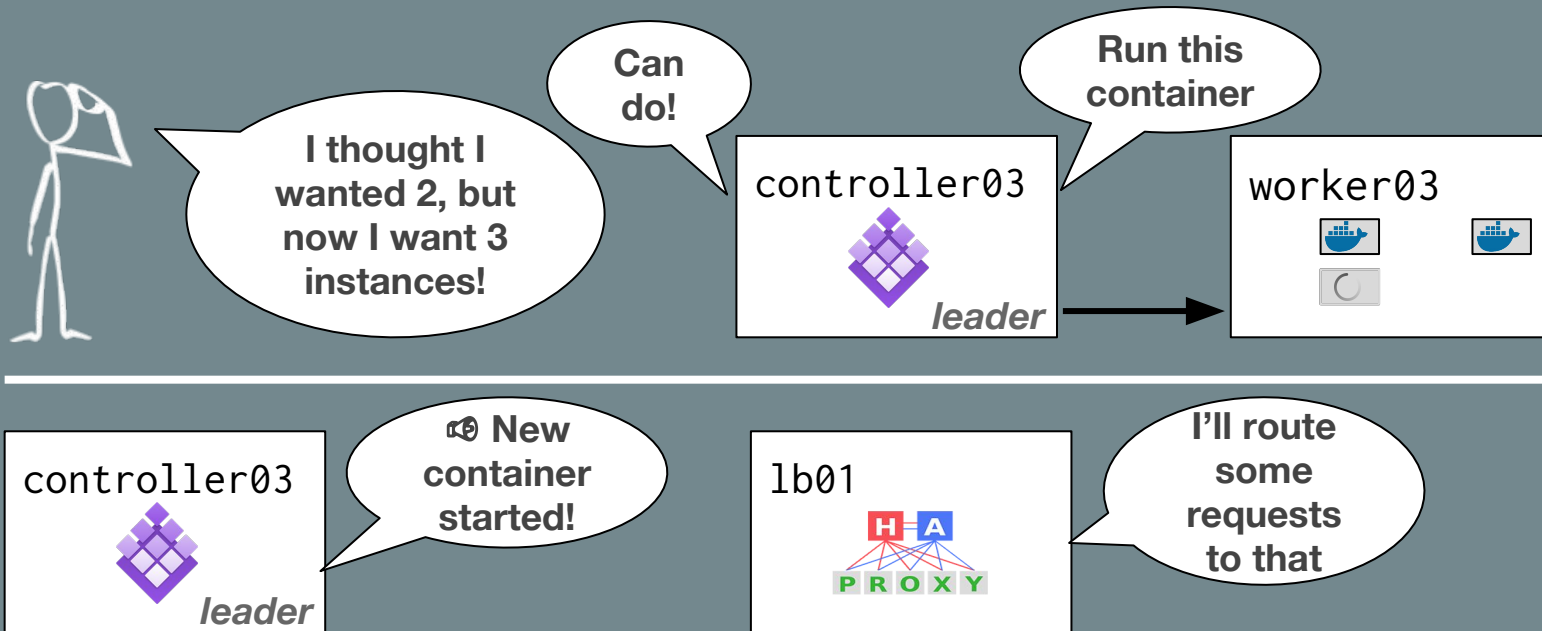 Can
do!
Run this
container
I thought I
wanted 2, but
now I want 3
instances!
controller03
leader
worker03
controller03
leader
📢 New
container
started!
lb01
HA
PROXY
I’ll route
some
requests
to that